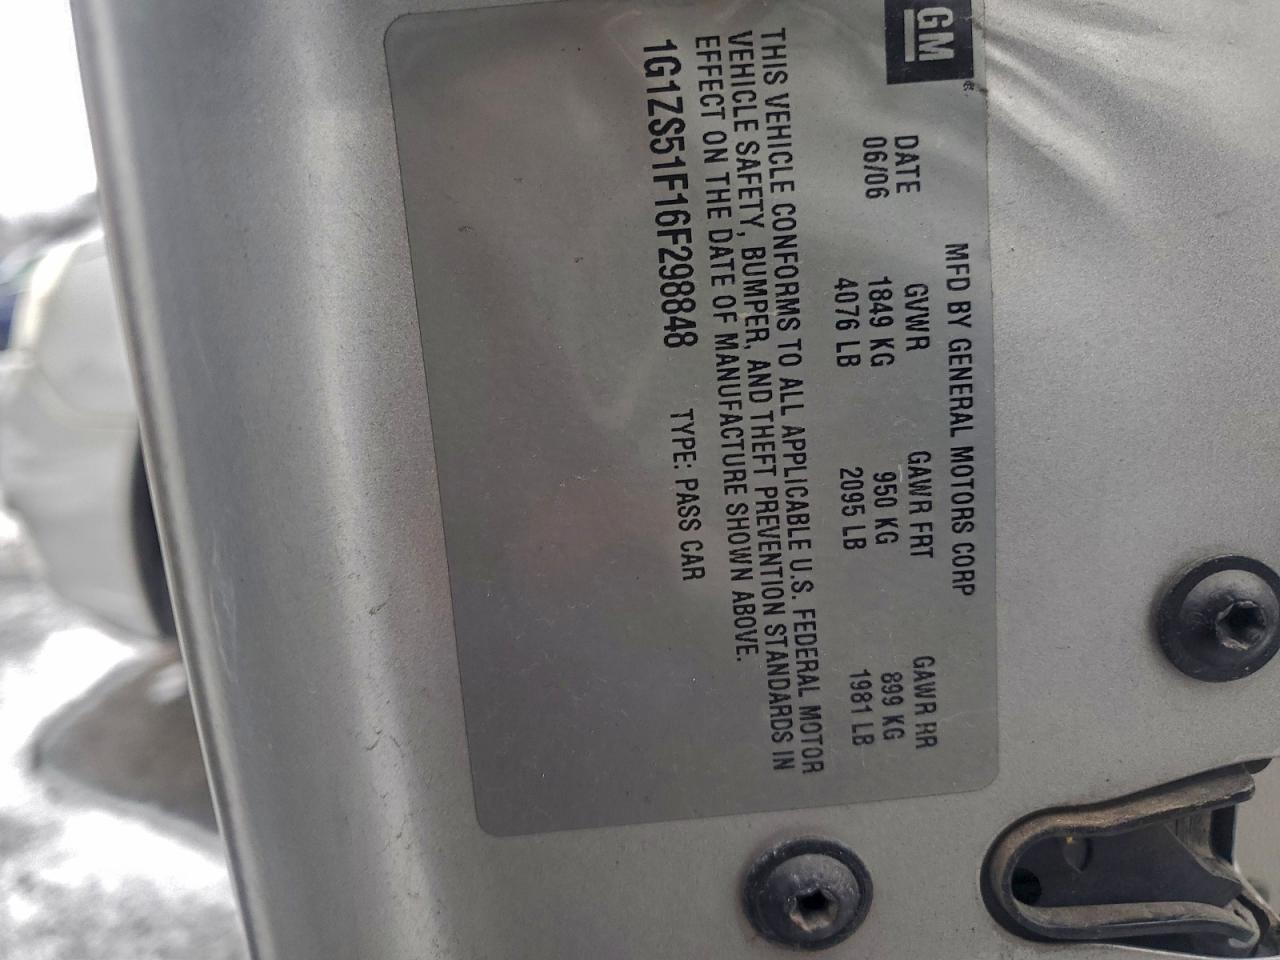 GM
MFD BY GENERAL MOTORS CORP
DATE GVWR GAWR FRT GAWR RR
06/06 1849 KG 950 KG 899 KG
4076 LB 2095 LB 1981 LB
THIS VEHICLE CONFORMS TO ALL APPLICABLE U.S. FEDERAL MOTOR
VEHICLE SAFETY, BUMPER, AND THEFT PREVENTION STANDARDS IN
EFFECT ON THE DATE OF MANUFACTURE SHOWN ABOVE.
1G1ZS51F16F298848 TYPE: PASS CAR